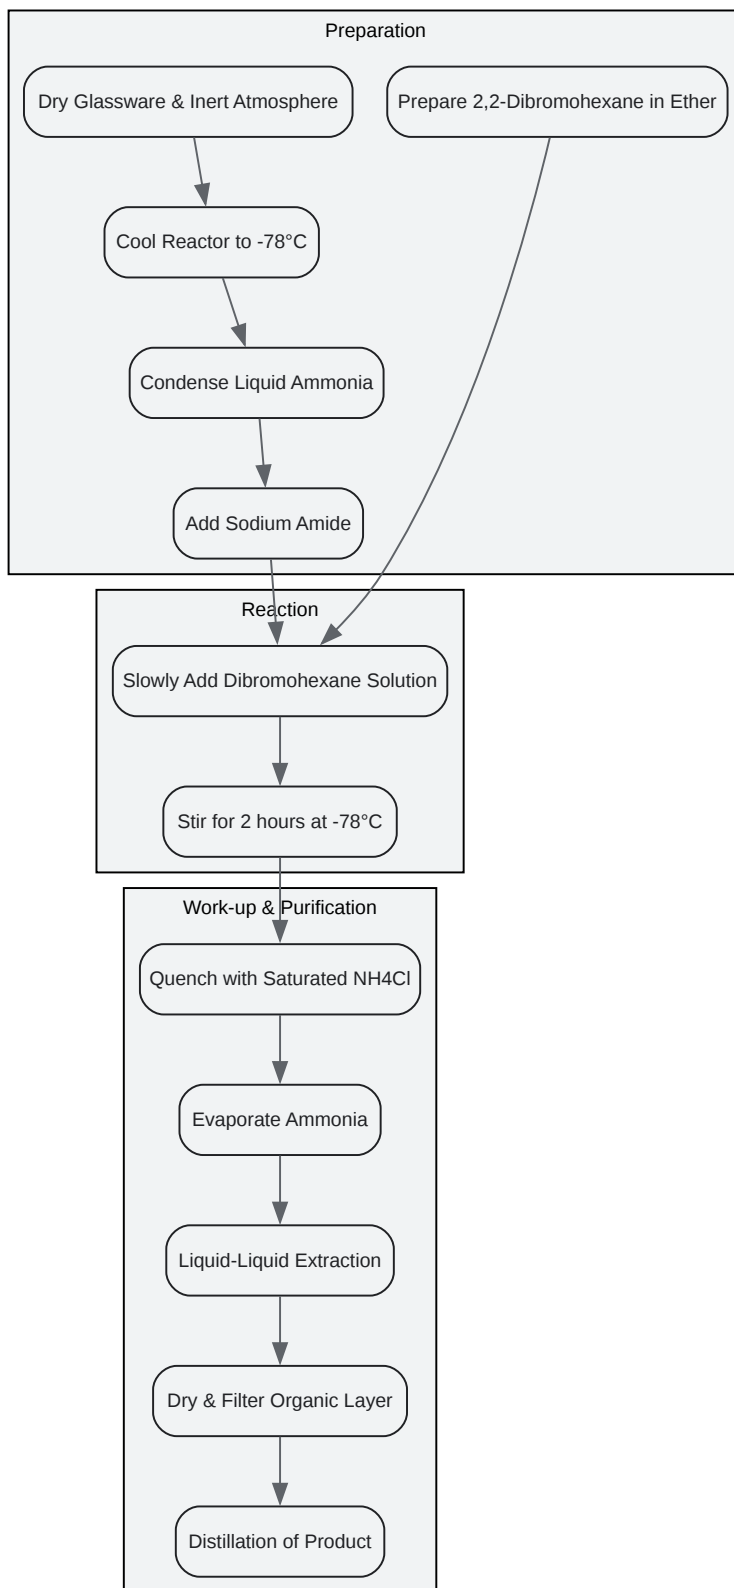 Preparation
Dry Glassware & Inert Atmosphere
Prepare 2,2-Dibromohexane in Ether
Cool Reactor to -78°C
Condense Liquid Ammonia
Add Sodium Amide
Reaction
Slowly Add Dibromohexane Solution
Stir for 2 hours at -78°C
Work-up & Purification
Quench with Saturated NH4Cl
Evaporate Ammonia
Liquid-Liquid Extraction
Dry & Filter Organic Layer
Distillation of Product